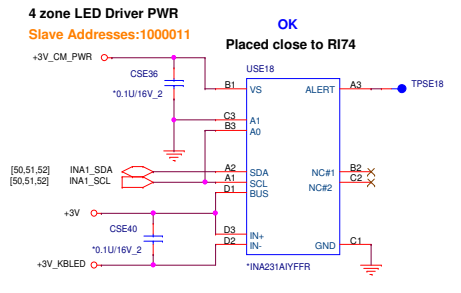 4 zone LED Driver PWR
Slave Addresses:1000011
OK
Placed close to RI74
+3V_CM_PWR
CSE36
*0.1U/16V_2
USE18
B1 VS
ALERT A3
TPSE18
C3 A1
B3 A0
[50,51,52] INA1_SDA
A2 SDA
[50,51,52] INA1_SCL
A1 SCL
D1 BUS
NC#1 B2
NC#2 C2
+3V
CSE40
*0.1U/16V_2
D3 IN+
D2 IN-
GND C1
+3V_KBLED
*INA231AIYFFR